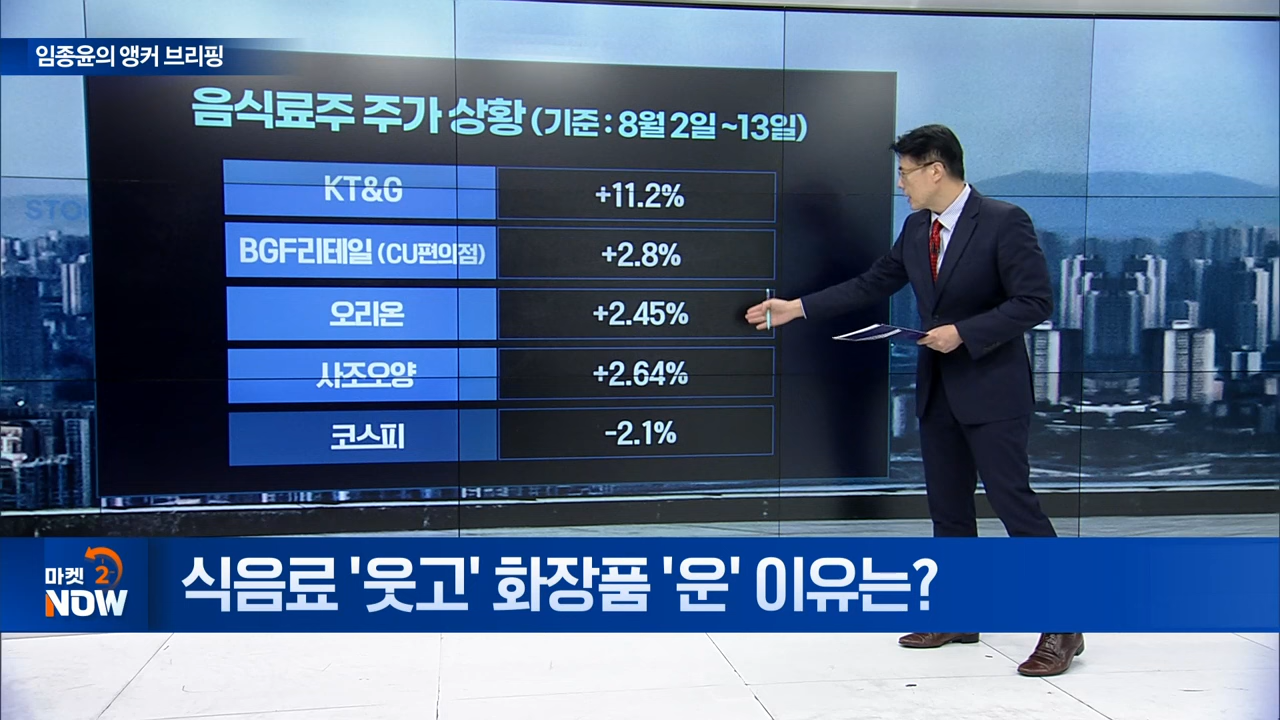 임종윤의 앵커 브리핑
음식료주 주가 상황 (기준 : 8월 2일 ~13일)
KT&G +11.2%
BGF리테일 (CU편의점) +2.8%
오리온 +2.45%
사조오양 +2.64%
코스피 -2.1%
마켓 2
NOW
식음료 '웃고' 화장품 '운' 이유는?